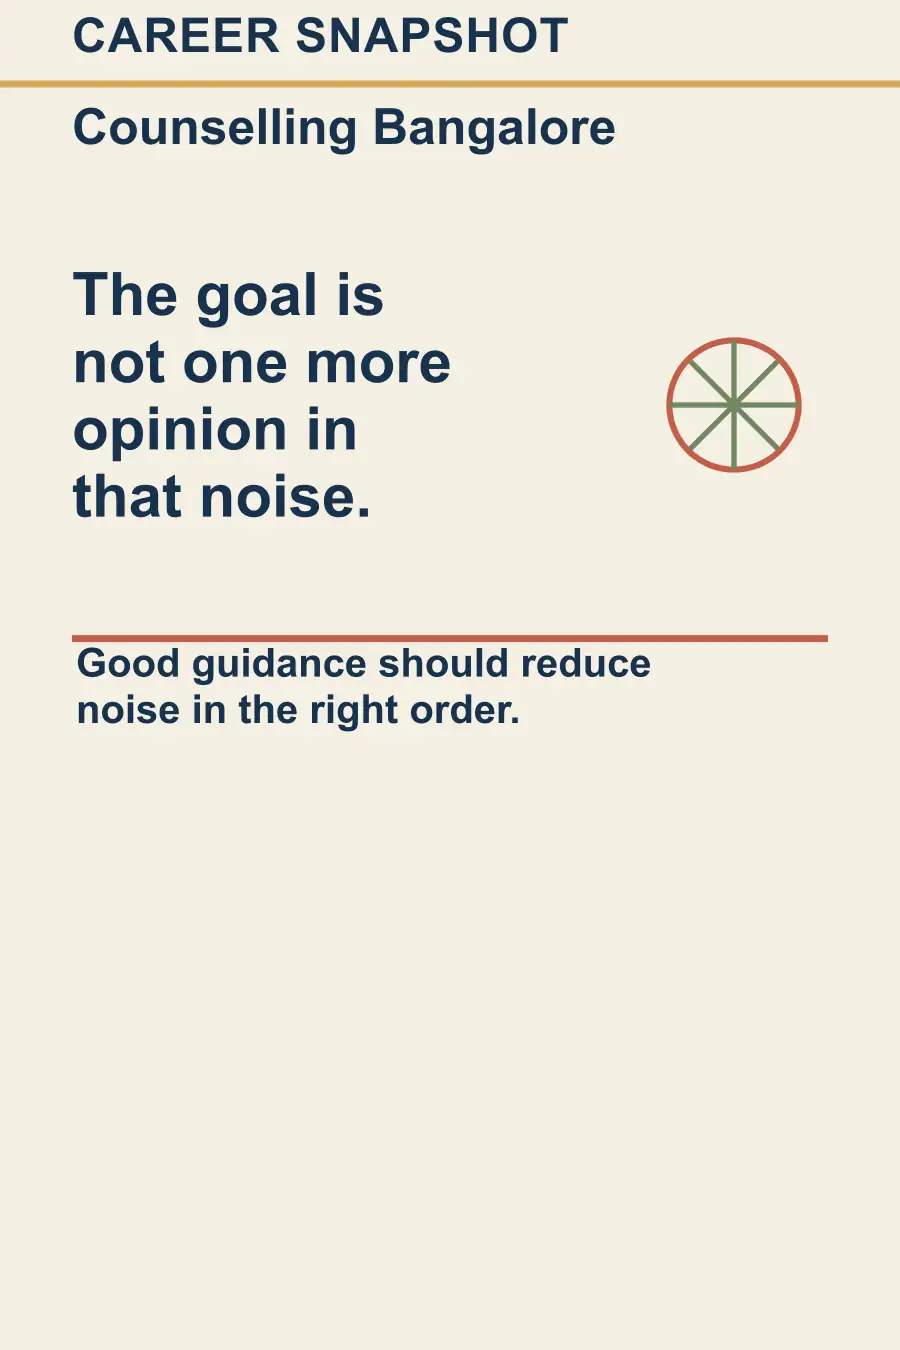 CAREER SNAPSHOT
Counselling Bangalore
The goal is
not one more
opinion in
that noise.
Good guidance should reduce
noise in the right order.